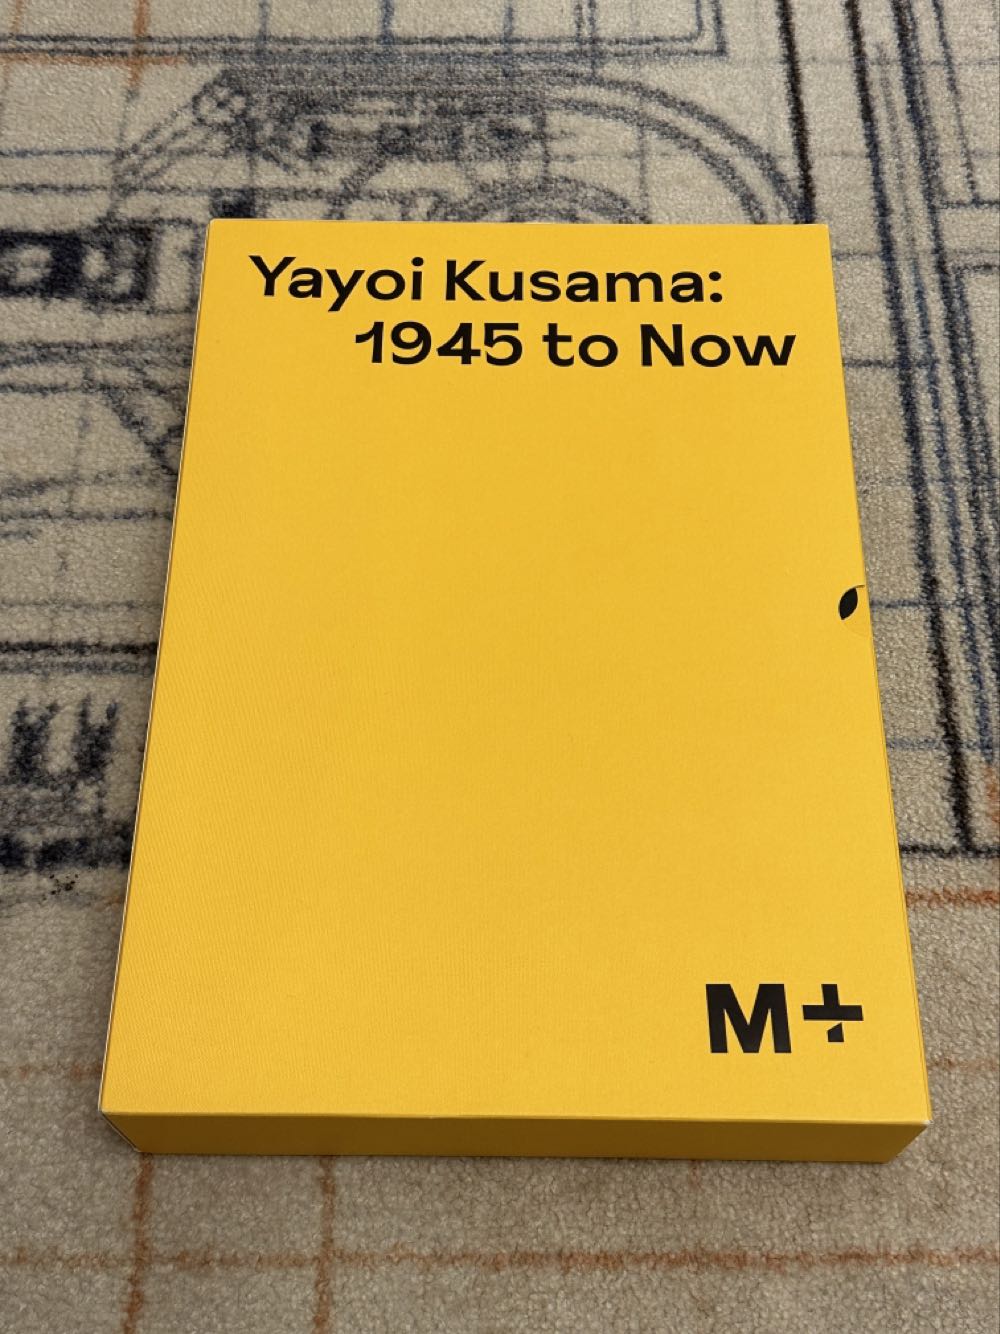 Yayoi Kusama:
1945 to Now
M+